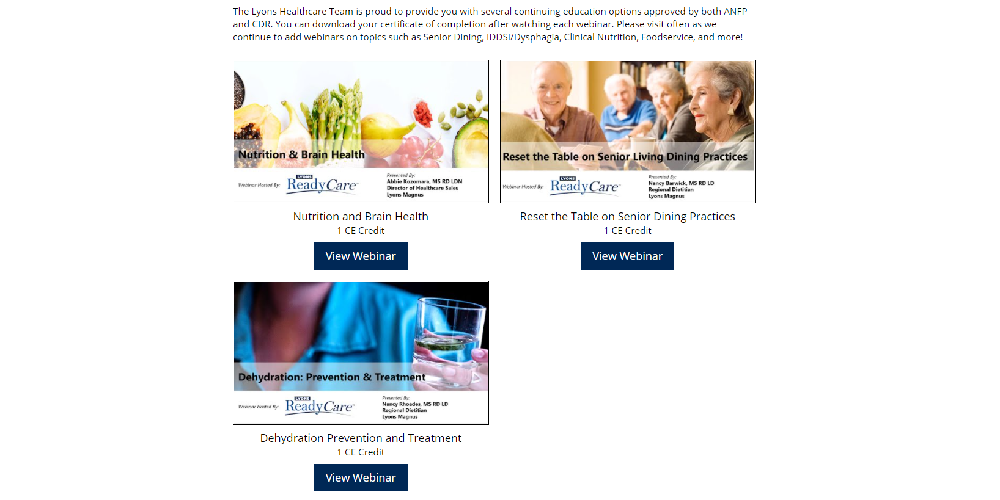 The Lyons Healthcare Team is proud to provide you with several continuing education options approved by both ANFP
and CDR. You can download your certificate of completion after watching each webinar. Please visit often as we
continue to add webinars on topics such as Senior Dining, IDDSI/Dysphagia, Clinical Nutrition, Foodservice, and more!
Nutrition & Brain Health
Webinar Hosted By:
LYONS
ReadyCare
Presented By:
Abbie Kozomara, MS RD LDN
Director of Healthcare Sales
Lyons Magnus
Nutrition and Brain Health
1 CE Credit
View Webinar
Reset the Table on Senior Living Dining Practices
Webinar Hosted By:
LYONS
ReadyCare
Presented By:
Nancy Barwick, MS RD LD
Regional Dietitian
Lyons Magnus
Reset the Table on Senior Dining Practices
1 CE Credit
View Webinar
Dehydration: Prevention & Treatment
Webinar Hosted By:
LYONS
ReadyCare
Presented By:
Nancy Rhoades, MS RD LD
Regional Dietitian
Lyons Magnus
Dehydration Prevention and Treatment
1 CE Credit
View Webinar